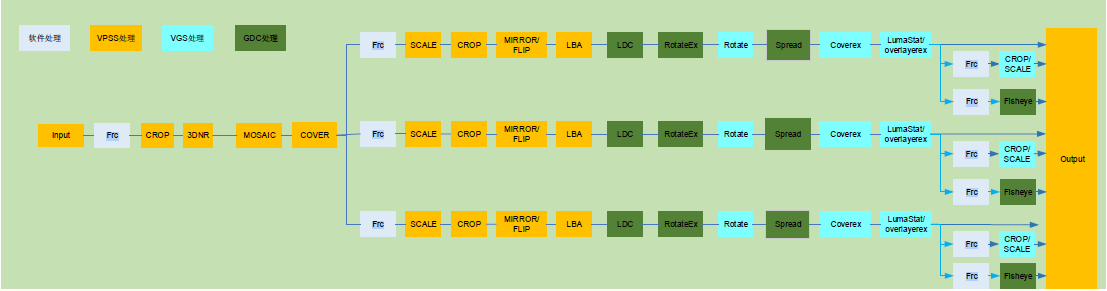 软件处理
VPSS处理
VGS处理
GDC处理
Frc
SCALE
CROP
MIRROR/
FLIP
LBA
LDC
RotateEx
Rotate
Spread
Coverex
LumaStat/
overlayerex
Frc
CROP/
SCALE
Frc
Fisheye
Input
Frc
CROP
3DNR
MOSAIC
COVER
Frc
SCALE
CROP
MIRROR/
FLIP
LBA
LDC
RotateEx
Rotate
Spread
Coverex
LumaStat/
overlayerex
Frc
CROP/
SCALE
Frc
Fisheye
Output
Frc
SCALE
CROP
MIRROR/
FLIP
LBA
LDC
RotateEx
Rotate
Spread
Coverex
LumaStat/
overlayerex
Frc
CROP/
SCALE
Frc
Fisheye